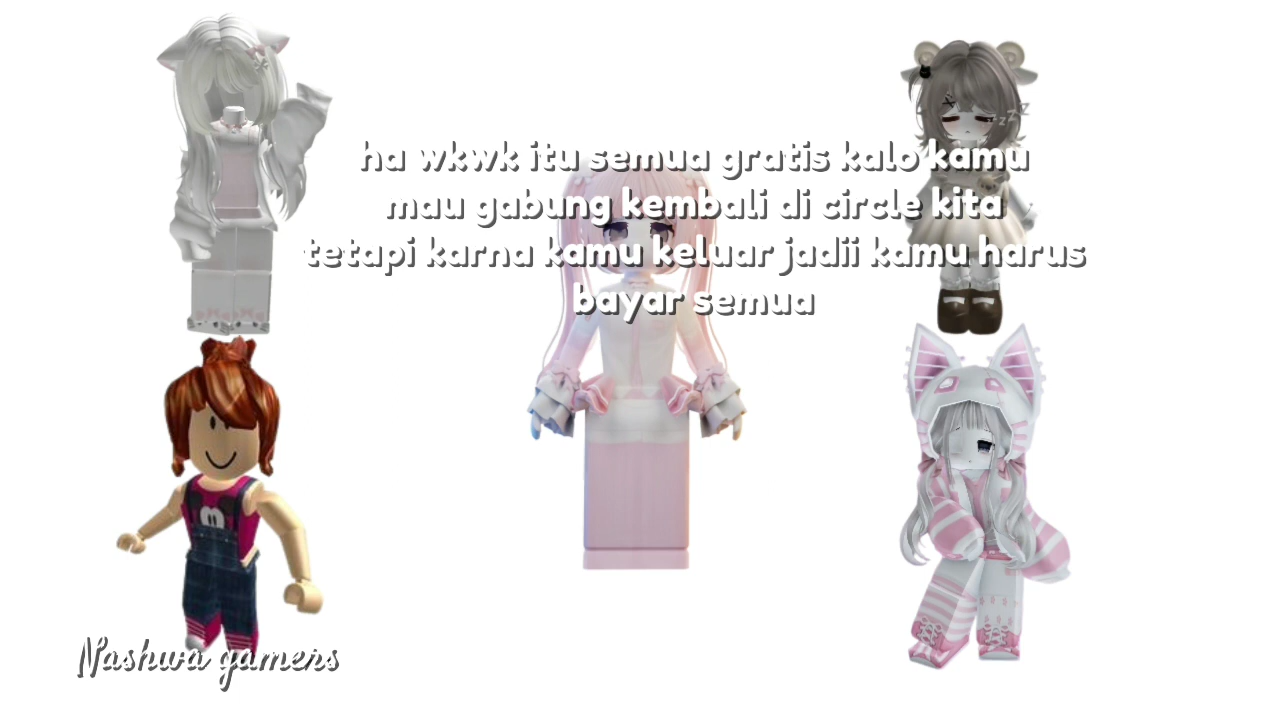 ha wkwk itu semua gratis kalo kamu
mau gabung kembali di circle kita
tetapi karna kamu keluar jadii kamu harus
bayar semua
zzZZ
Nashwa gamers